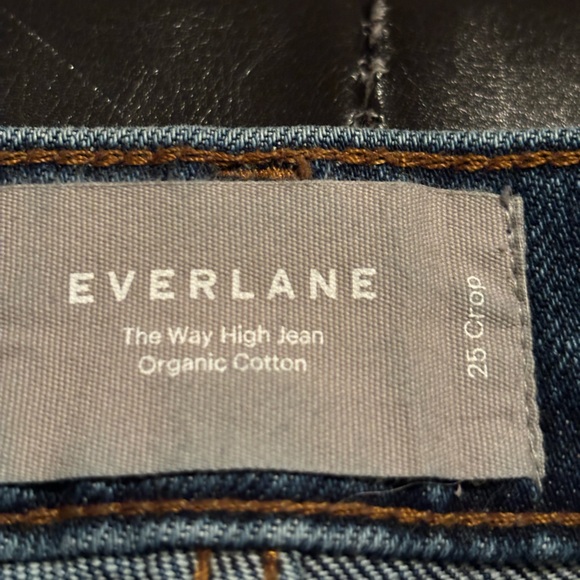 EVERLANE
The Way High Jean
Organic Cotton
25 Crop